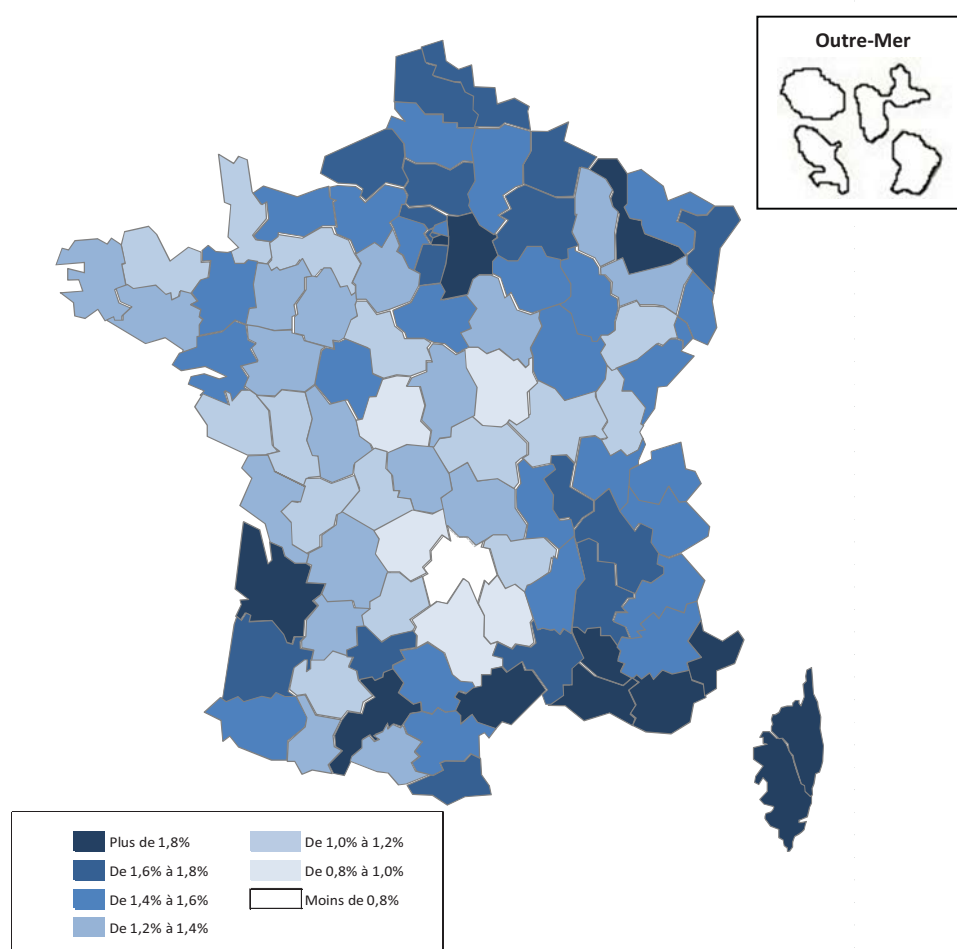 Outre-Mer
Plus de 1,8%
De 1,6% à 1,8%
De 1,4% à 1,6%
De 1,2% à 1,4%
De 1,0% à 1,2%
De 0,8% à 1,0%
Moins de 0,8%